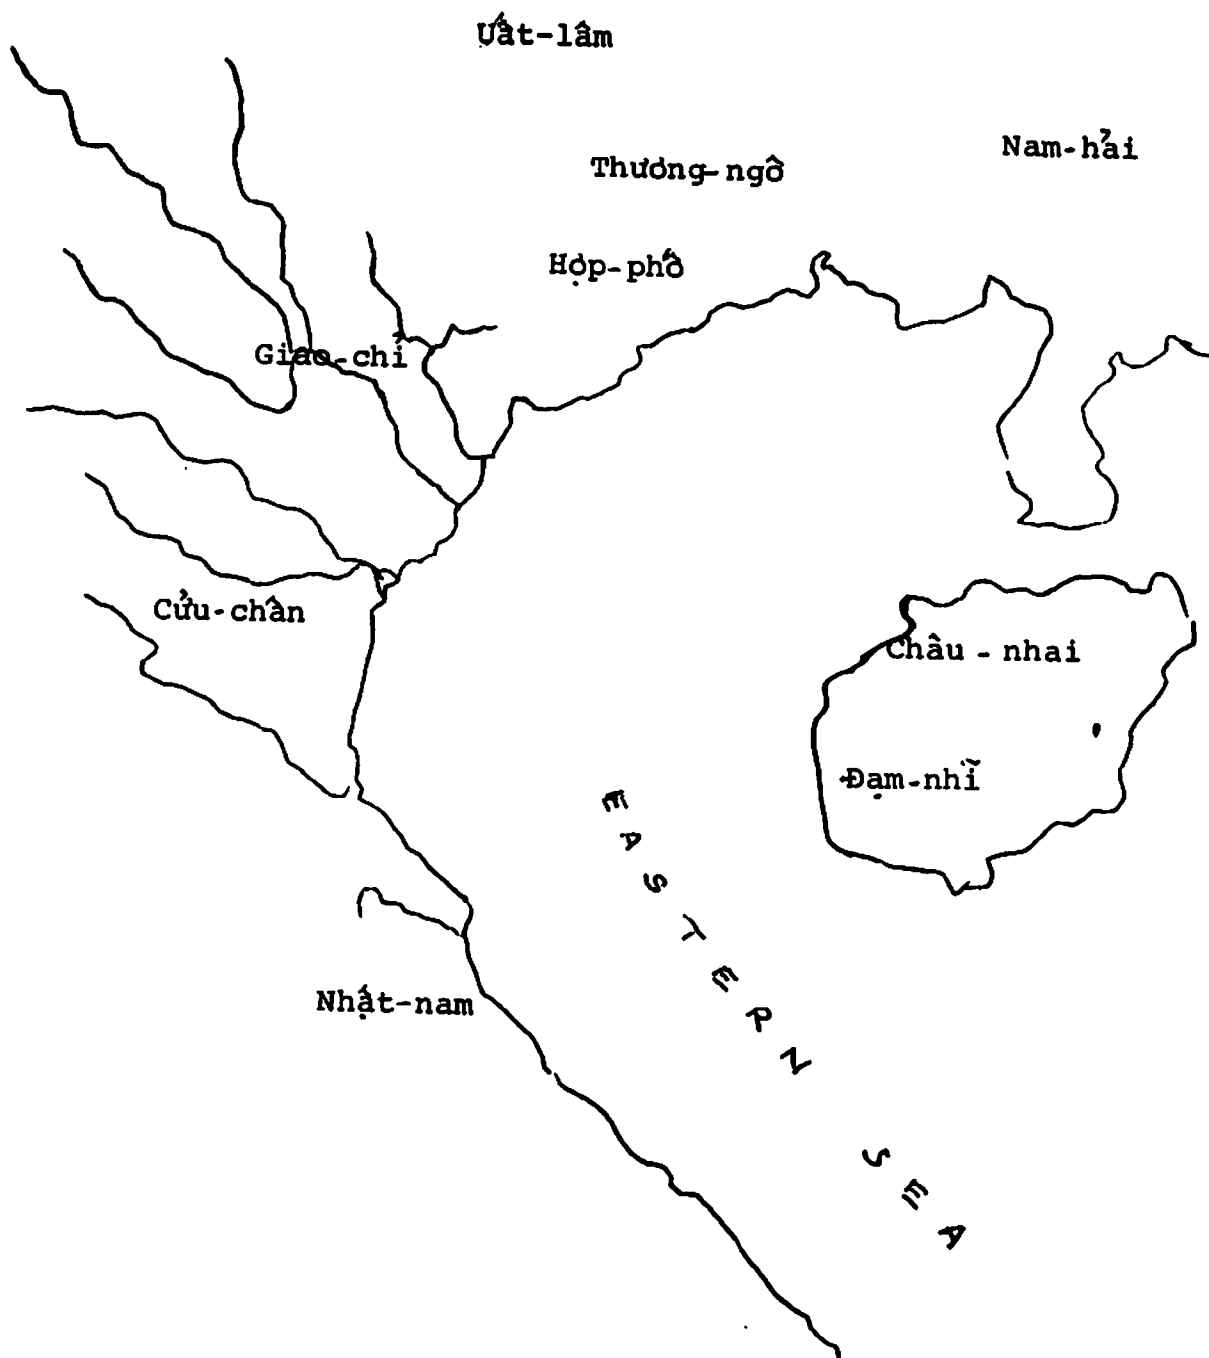 Uất-lâm
Nam-hải
Thương-ngô
Hợp-phố
Giao-chỉ
Cửu-chân
Châu - nhai
Đạm-nhĩ
EASTERN SEA
Nhật-nam